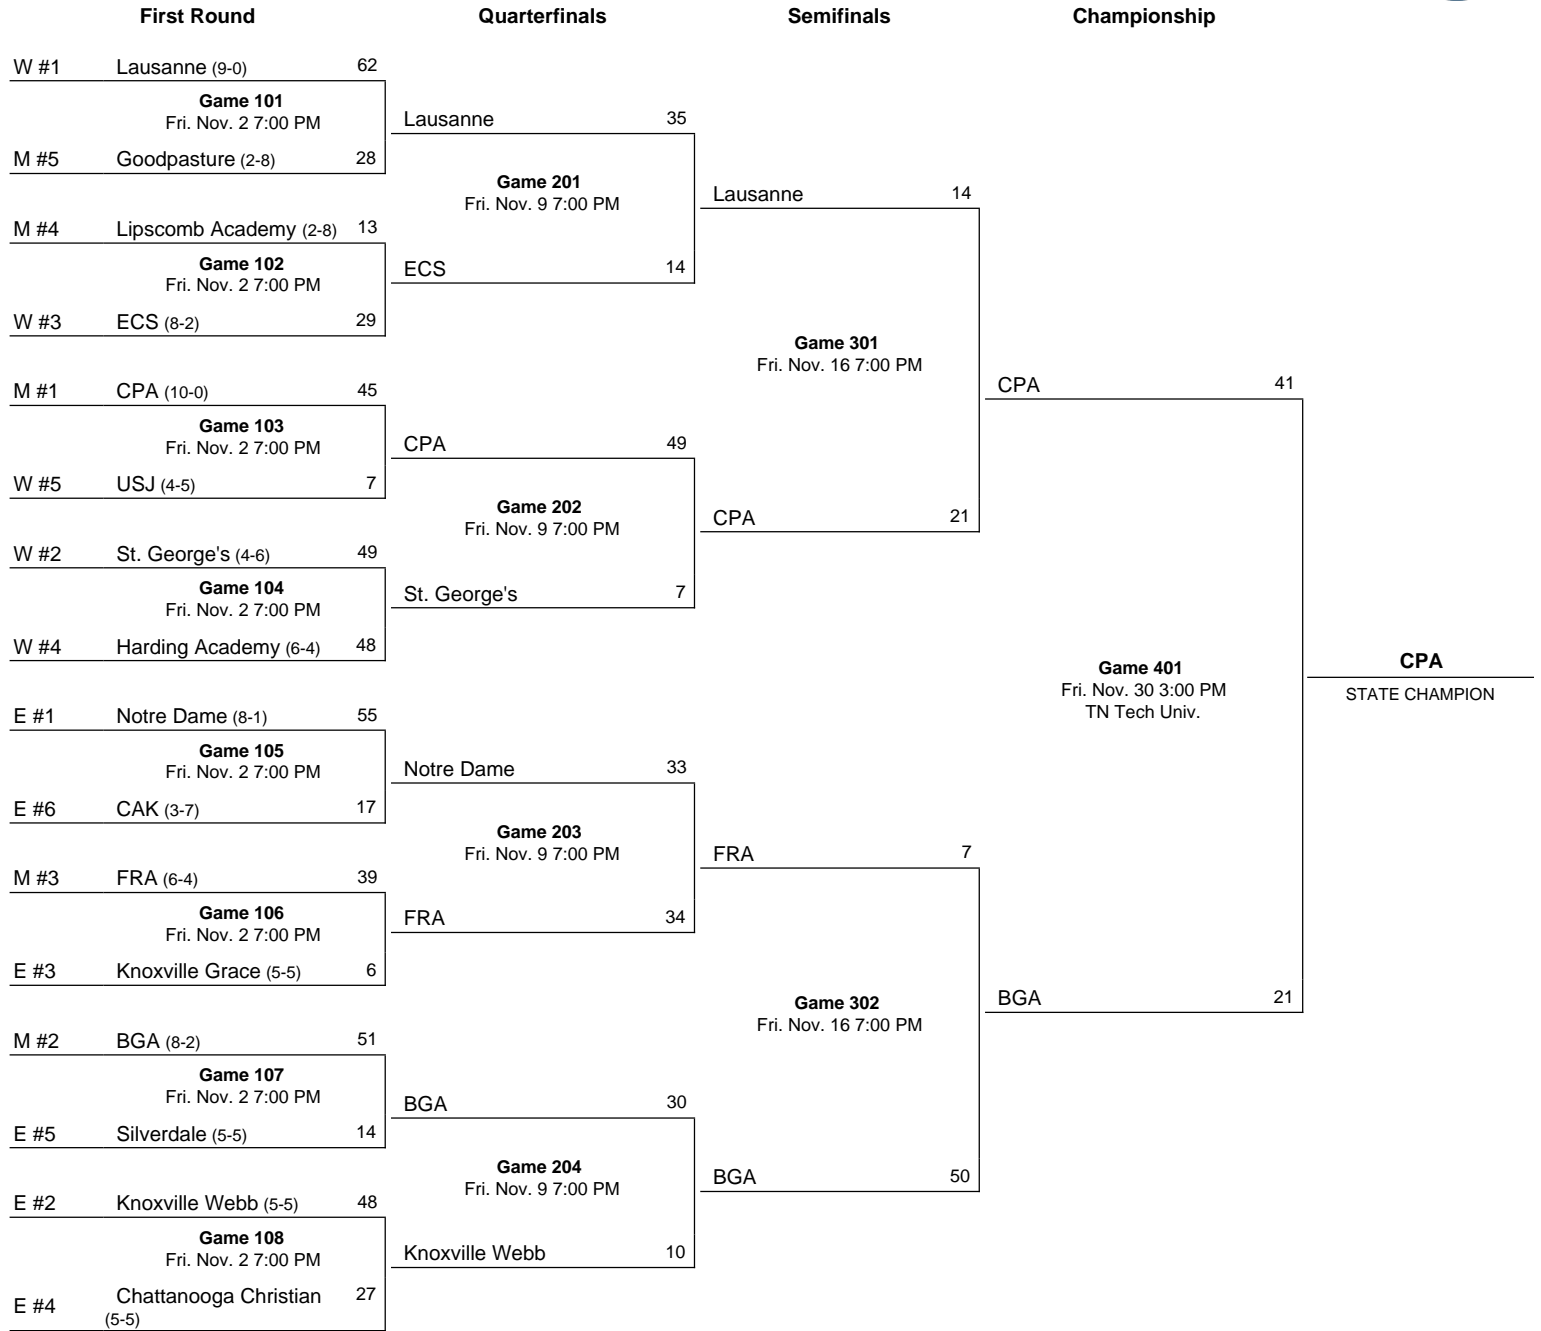 First Round Quarterfinals Semifinals Championship
W #1 Lausanne (9-0) 62
Game 101
Fri. Nov. 2 7:00 PM
M #5 Goodpasture (2-8) 28
M #4 Lipscomb Academy (2-8) 13
Game 102
Fri. Nov. 2 7:00 PM
W #3 ECS (8-2) 29
M #1 CPA (10-0) 45
Game 103
Fri. Nov. 2 7:00 PM
W #5 USJ (4-5) 7
W #2 St. George's (4-6) 49
Game 104
Fri. Nov. 2 7:00 PM
W #4 Harding Academy (6-4) 48
E #1 Notre Dame (8-1) 55
Game 105
Fri. Nov. 2 7:00 PM
E #6 CAK (3-7) 17
M #3 FRA (6-4) 39
Game 106
Fri. Nov. 2 7:00 PM
E #3 Knoxville Grace (5-5) 6
M #2 BGA (8-2) 51
Game 107
Fri. Nov. 2 7:00 PM
E #5 Silverdale (5-5) 14
E #2 Knoxville Webb (5-5) 48
Game 108
Fri. Nov. 2 7:00 PM
E #4 Chattanooga Christian 27
(5-5)
Lausanne 35
Game 201
Fri. Nov. 9 7:00 PM
ECS 14
CPA 49
Game 202
Fri. Nov. 9 7:00 PM
St. George's 7
Notre Dame 33
Game 203
Fri. Nov. 9 7:00 PM
FRA 34
BGA 30
Game 204
Fri. Nov. 9 7:00 PM
Knoxville Webb 10
Lausanne 14
Game 301
Fri. Nov. 16 7:00 PM
CPA 21
FRA 7
Game 302
Fri. Nov. 16 7:00 PM
BGA 50
CPA 41
Game 401
Fri. Nov. 30 3:00 PM
TN Tech Univ.
BGA 21
CPA
STATE CHAMPION